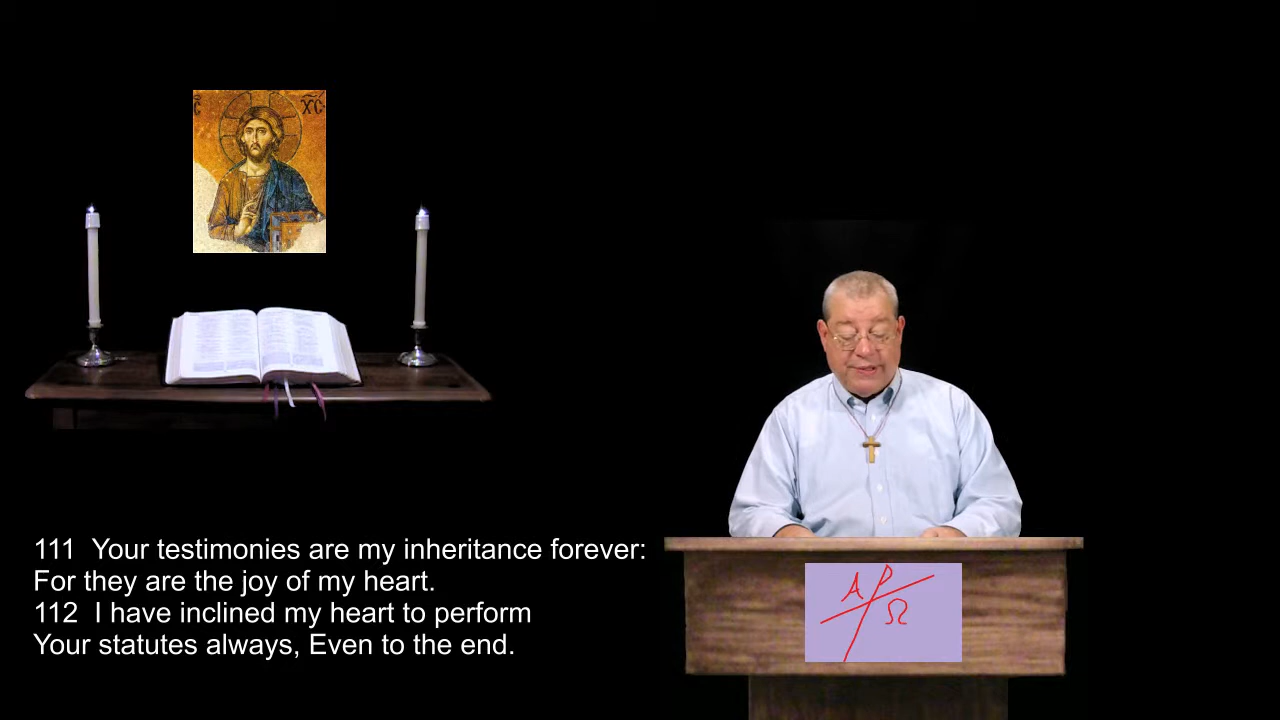 C̅ X̅C̅
111 Your testimonies are my inheritance forever:
For they are the joy of my heart.
112 I have inclined my heart to perform
Your statutes always, Even to the end.
Α Ρ
Ω